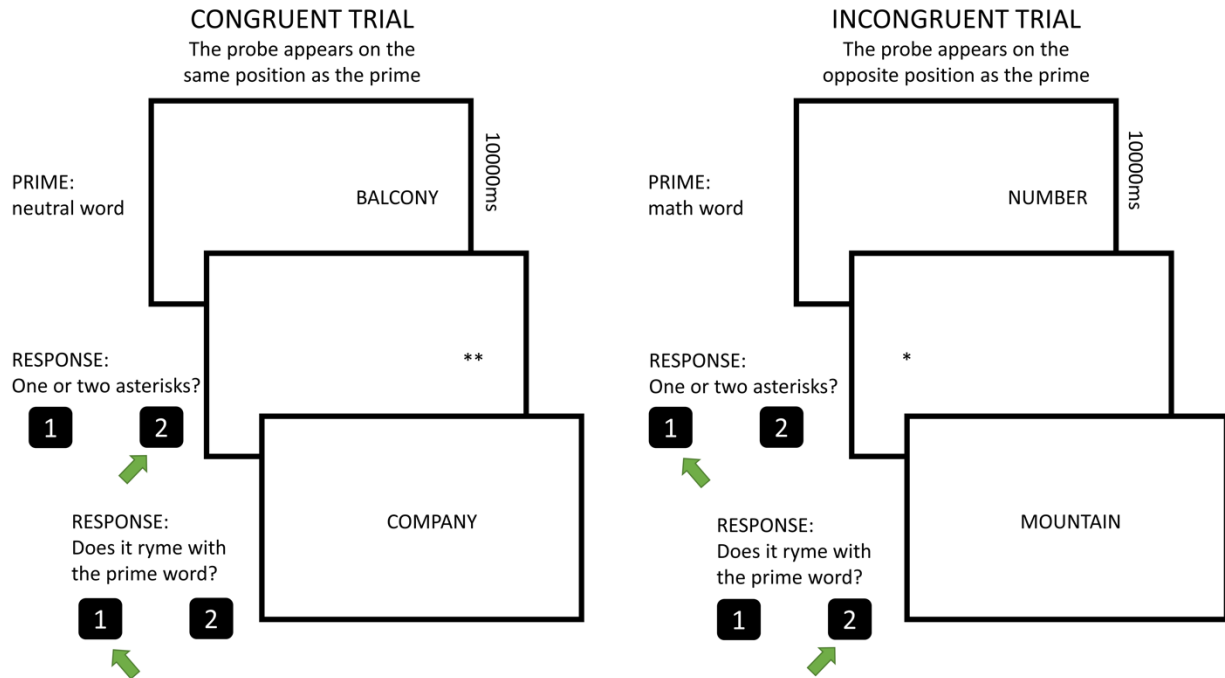 CONGRUENT TRIAL
The probe appears on the
same position as the prime
PRIME:
neutral word
BALCONY
10000ms
**
RESPONSE:
One or two asterisks?
1 2
COMPANY
RESPONSE:
Does it ryme with
the prime word?
1 2
INCONGRUENT TRIAL
The probe appears on the
opposite position as the prime
PRIME:
math word
NUMBER
10000ms
*
RESPONSE:
One or two asterisks?
1 2
MOUNTAIN
RESPONSE:
Does it ryme with
the prime word?
1 2